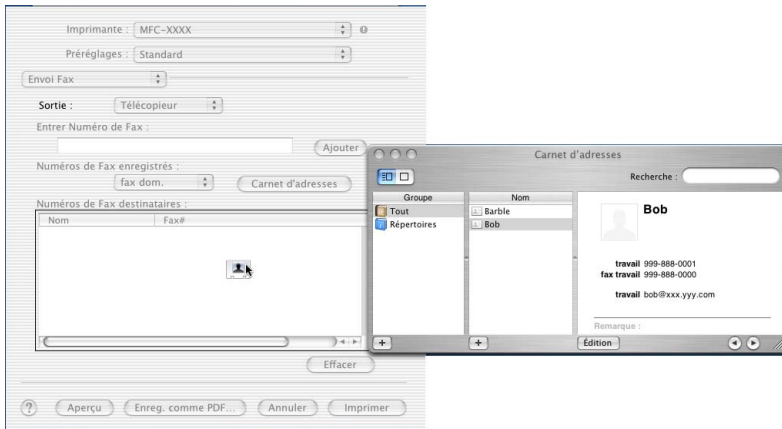 Imprimante : MFC-XXXX
Préréglages : Standard
Envoi Fax
Sortie : Télécopieur
Entrer Numéro de Fax :
Ajouter
Numéros de Fax enregistrés :
fax dom. Carnet d'adresses
Numéros de Fax destinataires :
Nom Fax#
Effacer
? Aperçu Enreg. comme PDF... Annuler Imprimer
Carnet d'adresses
Recherche :
Groupe Nom
Tout
Répertoires
Barble
Bob
Bob
travail 999-888-0001
fax travail 999-888-0000
travail bob@xxx.yyy.com
Remarque :
+ + Édition